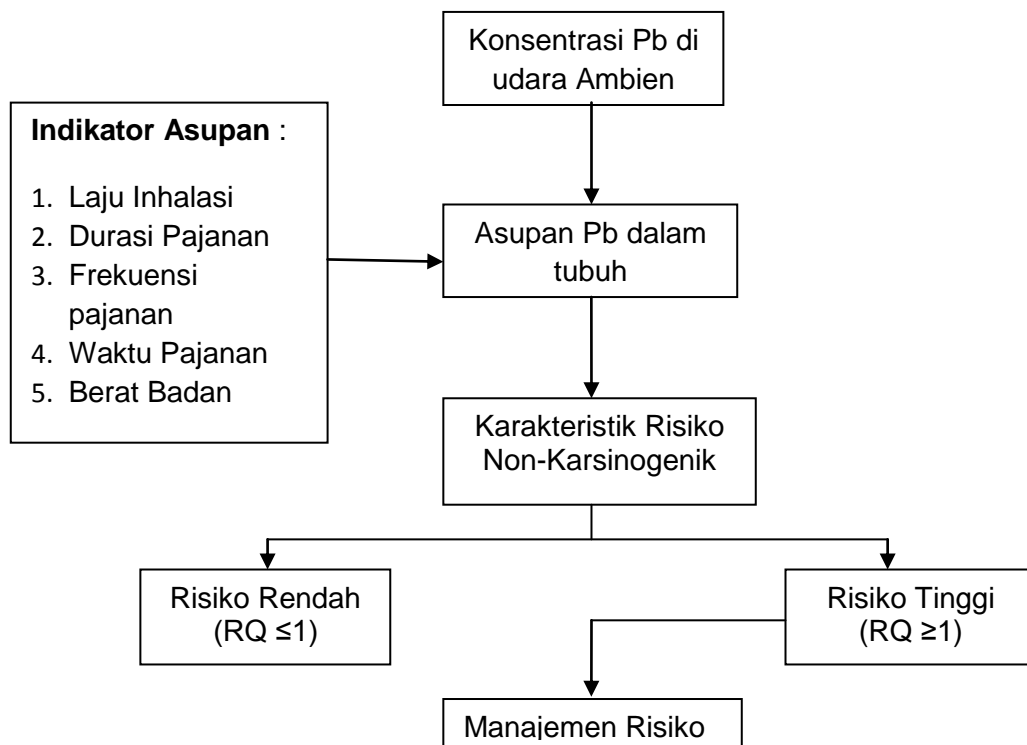 Konsentrasi Pb di
udara Ambien
Indikator Asupan :
1. Laju Inhalasi
2. Durasi Pajanan
3. Frekuensi
pajanan
4. Waktu Pajanan
5. Berat Badan
Asupan Pb dalam
tubuh
Karakteristik Risiko
Non-Karsinogenik
Risiko Rendah
(RQ ≤1)
Risiko Tinggi
(RQ ≥1)
Manajemen Risiko